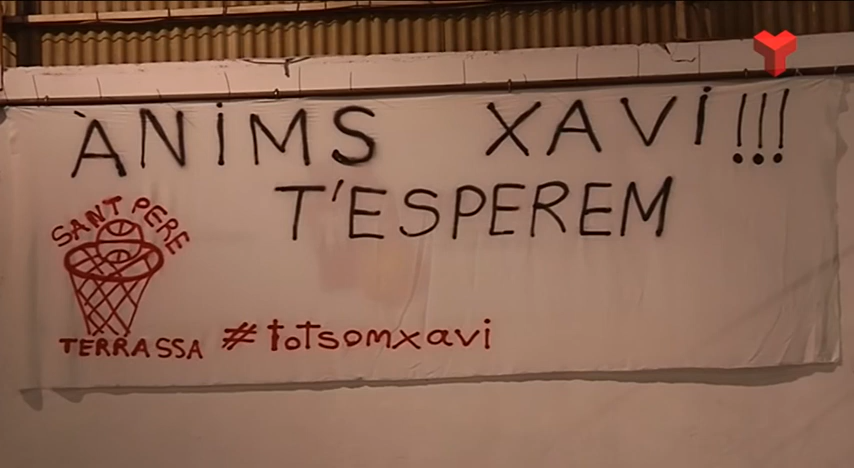 ÀNiMS XAVi!!!
T'ESPEREM
SANT PERE
TERRASSA
#totsomxavi